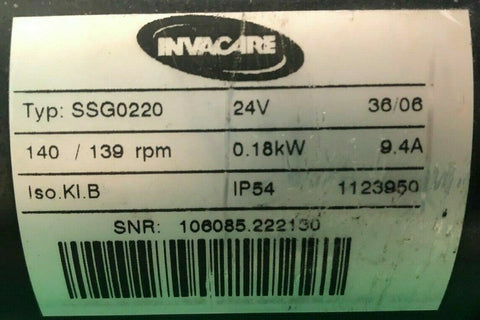 INVACARE
Typ: SSG0220 24V 36/06
140 / 139 rpm 0.18kW 9.4A
Iso.Kl.B IP54 1123950
SNR: 106085.222130